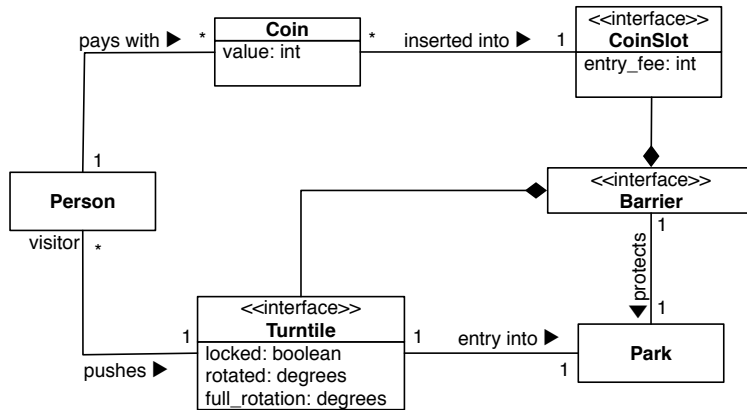 pays with ▶
*
Coin
value: int
*
inserted into ▶
1
<<interface>>
CoinSlot
entry_fee: int
1
Person
visitor
*
<<interface>>
Barrier
1
protects ▶
1
<<interface>>
Turntile
locked: boolean
rotated: degrees
full_rotation: degrees
1
pushes ▶
1
entry into ▶
1
Park